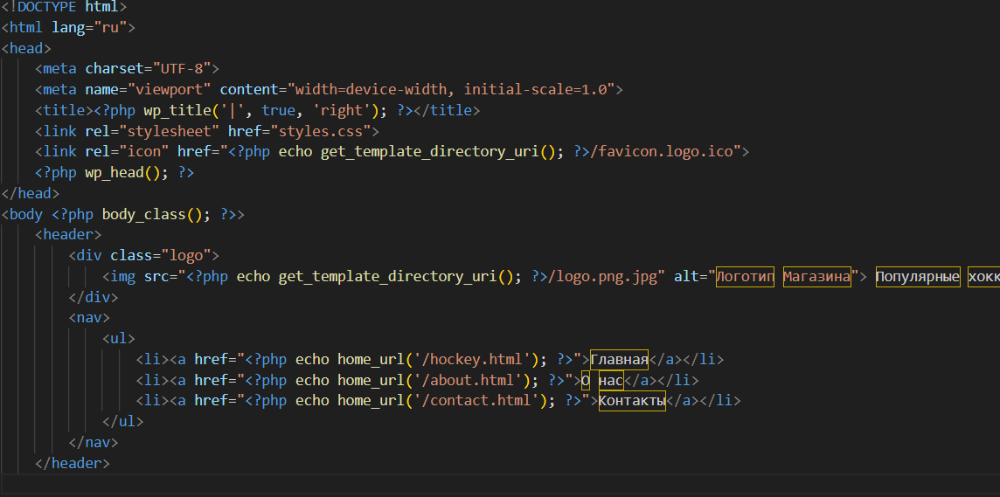 <!DOCTYPE html>
<html lang="ru">
<head>
    <meta charset="UTF-8">
    <meta name="viewport" content="width=device-width, initial-scale=1.0">
    <title><?php wp_title('|', true, 'right'); ?></title>
    <link rel="stylesheet" href="styles.css">
    <link rel="icon" href="<?php echo get_template_directory_uri(); ?>/favicon.logo.ico">
    <?php wp_head(); ?>
</head>
<body <?php body_class(); ?>>
    <header>
        <div class="logo">
            <img src="<?php echo get_template_directory_uri(); ?>/logo.png.jpg" alt="Логотип Магазина"> Популярные
        </div>
        <nav>
            <ul>
                <li><a href="<?php echo home_url('/hockey.html'); ?>">Главная</a></li>
                <li><a href="<?php echo home_url('/about.html'); ?>">О нас</a></li>
                <li><a href="<?php echo home_url('/contact.html'); ?>">Контакты</a></li>
            </ul>
        </nav>
    </header>